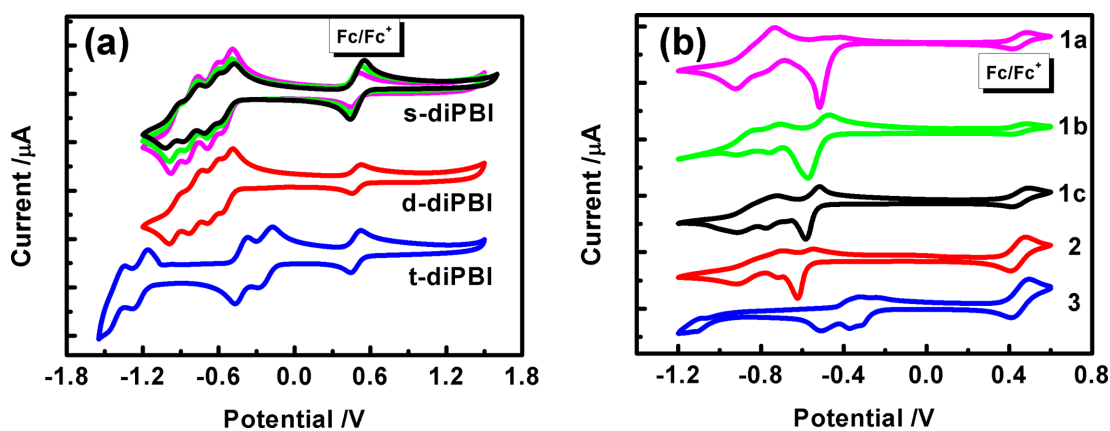 (a)
Fc/Fc+
s-diPBI
d-diPBI
t-diPBI
Current /μA
-1.8 -1.2 -0.6 0.0 0.6 1.2 1.8
Potential /V
(b)
1a
Fc/Fc+
1b
1c
2
3
Current /μA
-1.2 -0.8 -0.4 0.0 0.4 0.8
Potential /V